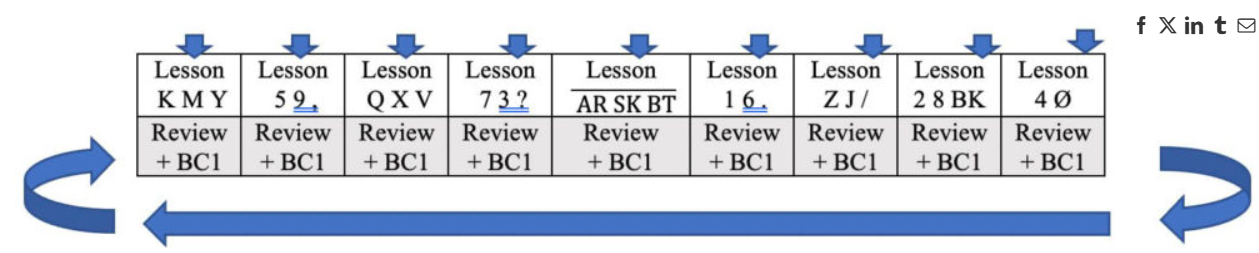 f X in t
Lesson Lesson Lesson Lesson Lesson Lesson Lesson Lesson Lesson
K M Y 5 9 , Q X V 7 3 ? AR SK BT 1 6 . Z J / 2 8 BK 4 Ø
Review Review Review Review Review Review Review Review Review
+ BC1 + BC1 + BC1 + BC1 + BC1 + BC1 + BC1 + BC1 + BC1